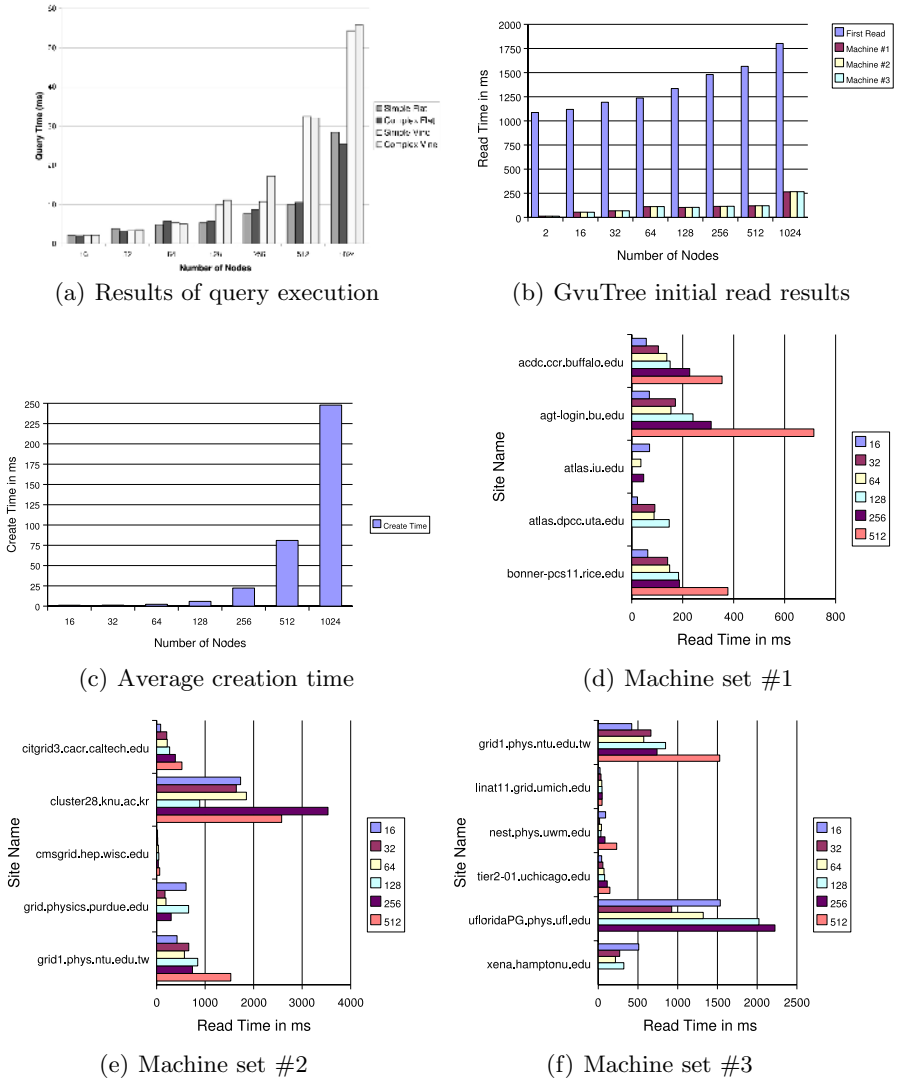 Query Time (ms)
10
0
512
Number of Nodes
Simple Flat
Complex Flat
Simple Vine
Complex Vine
(a) Results of query execution
2000
1750
1500
1250
1000
750
500
250
0
Read Time in ms
2 16 32 64 128 256 512 1024
Number of Nodes
First Read
Machine #1
Machine #2
Machine #3
(b) GvuTree initial read results
250
225
200
175
150
125
100
75
50
25
0
Create Time in ms
16 32 64 128 256 512 1024
Number of Nodes
Create Time
(c) Average creation time
Site Name
acdc.ccr.buffalo.edu
agt-login.bu.edu
atlas.iu.edu
atlas.dpcc.uta.edu
bonner-pcs11.rice.edu
0 200 400 600 800
Read Time in ms
16
32
64
128
256
512
(d) Machine set #1
Site Name
citgrid3.cacr.caltech.edu
cluster28.knu.ac.kr
cmsgrid.hep.wisc.edu
grid.physics.purdue.edu
grid1.phys.ntu.edu.tw
0 1000 2000 3000 4000
Read Time in ms
16
32
64
128
256
512
(e) Machine set #2
Site Name
grid1.phys.ntu.edu.tw
linat11.grid.umich.edu
nest.phys.uwm.edu
tier2-01.uchicago.edu
ufloridaPG.phys.ufl.edu
xena.hamptonu.edu
0 500 1000 1500 2000 2500
Read Time in ms
16
32
64
128
256
512
(f) Machine set #3